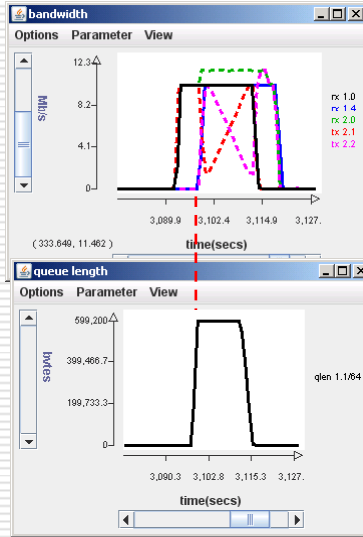 bandwidth
Options Parameter View
12.3
8.2
4.1
0
Mb/s
rx 1.0
rx 1.4
rx 2.0
tx 2.1
tx 2.2
3,089.9 3,102.4 3,114.9 3,127.
( 333.649, 11.462 ) time(secs)
queue length
Options Parameter View
599,200
399,466.7
199,733.3
0
bytes
qlen 1.1/64
3,090.3 3,102.8 3,115.3 3,127.
time(secs)